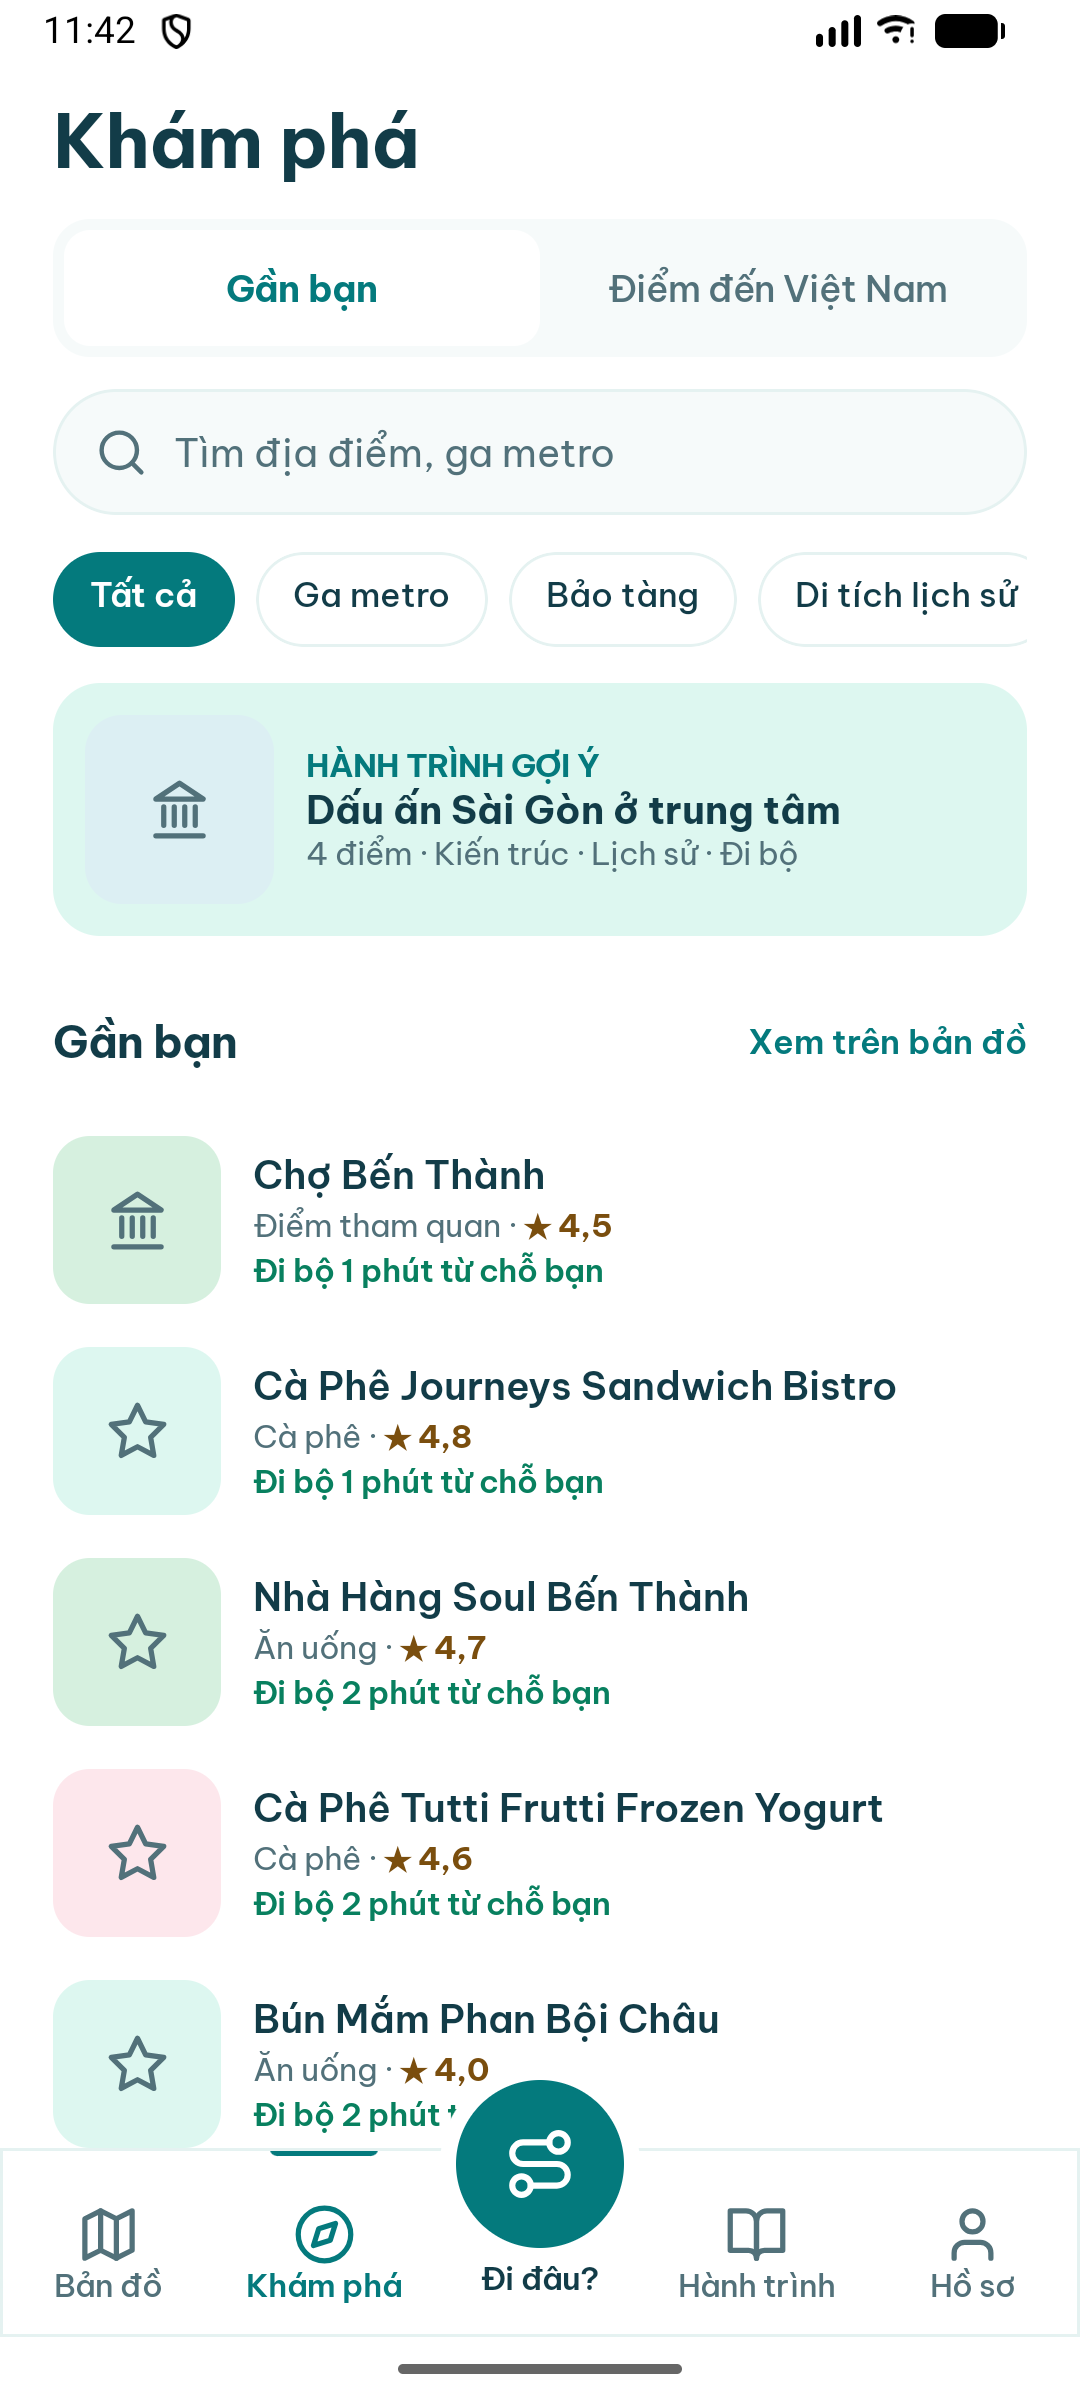 11:42
Khám phá
Gần bạn
Điểm đến Việt Nam
Tìm địa điểm, ga metro
Tất cả
Ga metro
Bảo tàng
Di tích lịch sử
HÀNH TRÌNH GỢI Ý
Dấu ấn Sài Gòn ở trung tâm
4 điểm · Kiến trúc · Lịch sử · Đi bộ
Gần bạn
Xem trên bản đồ
Chợ Bến Thành
Điểm tham quan · ★ 4,5
Đi bộ 1 phút từ chỗ bạn
Cà Phê Journeys Sandwich Bistro
Cà phê · ★ 4,8
Đi bộ 1 phút từ chỗ bạn
Nhà Hàng Soul Bến Thành
Ăn uống · ★ 4,7
Đi bộ 2 phút từ chỗ bạn
Cà Phê Tutti Frutti Frozen Yogurt
Cà phê · ★ 4,6
Đi bộ 2 phút từ chỗ bạn
Bún Mắm Phan Bội Châu
Ăn uống · ★ 4,0
Đi bộ 2 phút
Bản đồ
Khám phá
Đi đâu?
Hành trình
Hồ sơ